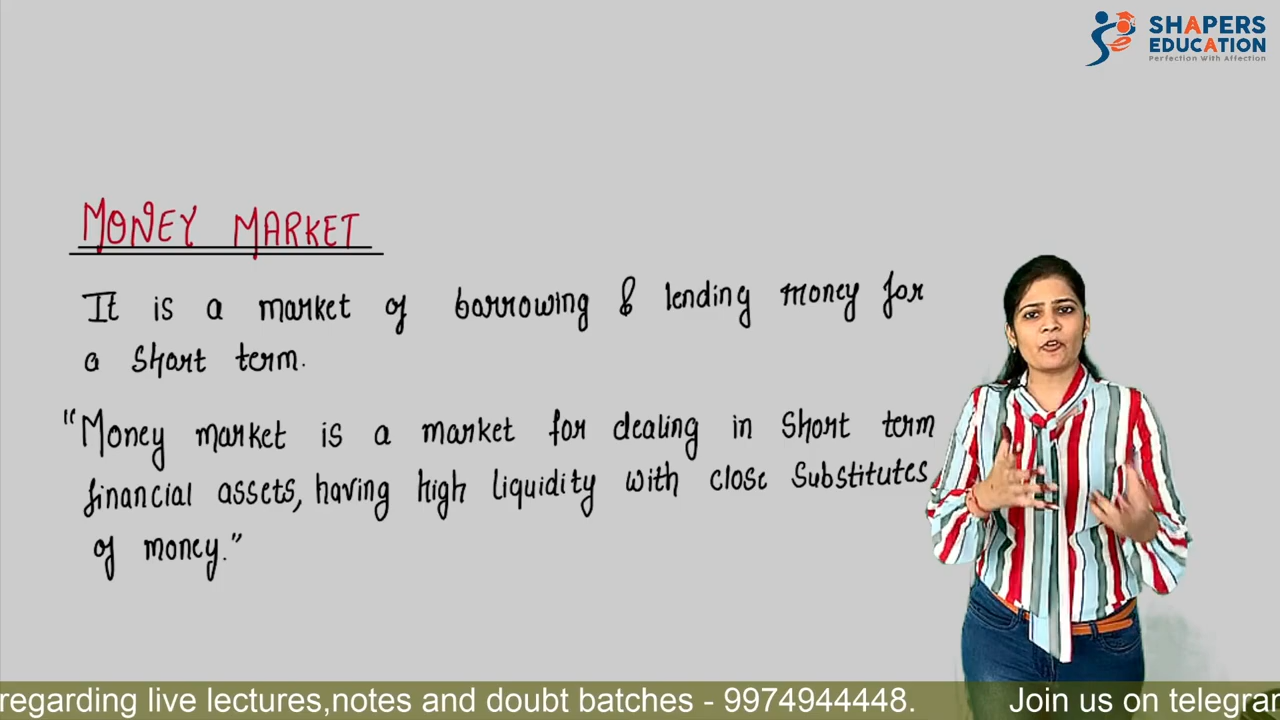 SHAPERS
EDUCATION
Perfection With Affection
MONEY MARKET
It is a market of borrowing & lending money for
a short term.
"Money market is a market for dealing in short term
financial assets, having high liquidity with close substitutes
of money."
regarding live lectures,notes and doubt batches - 9974944448. Join us on telegram